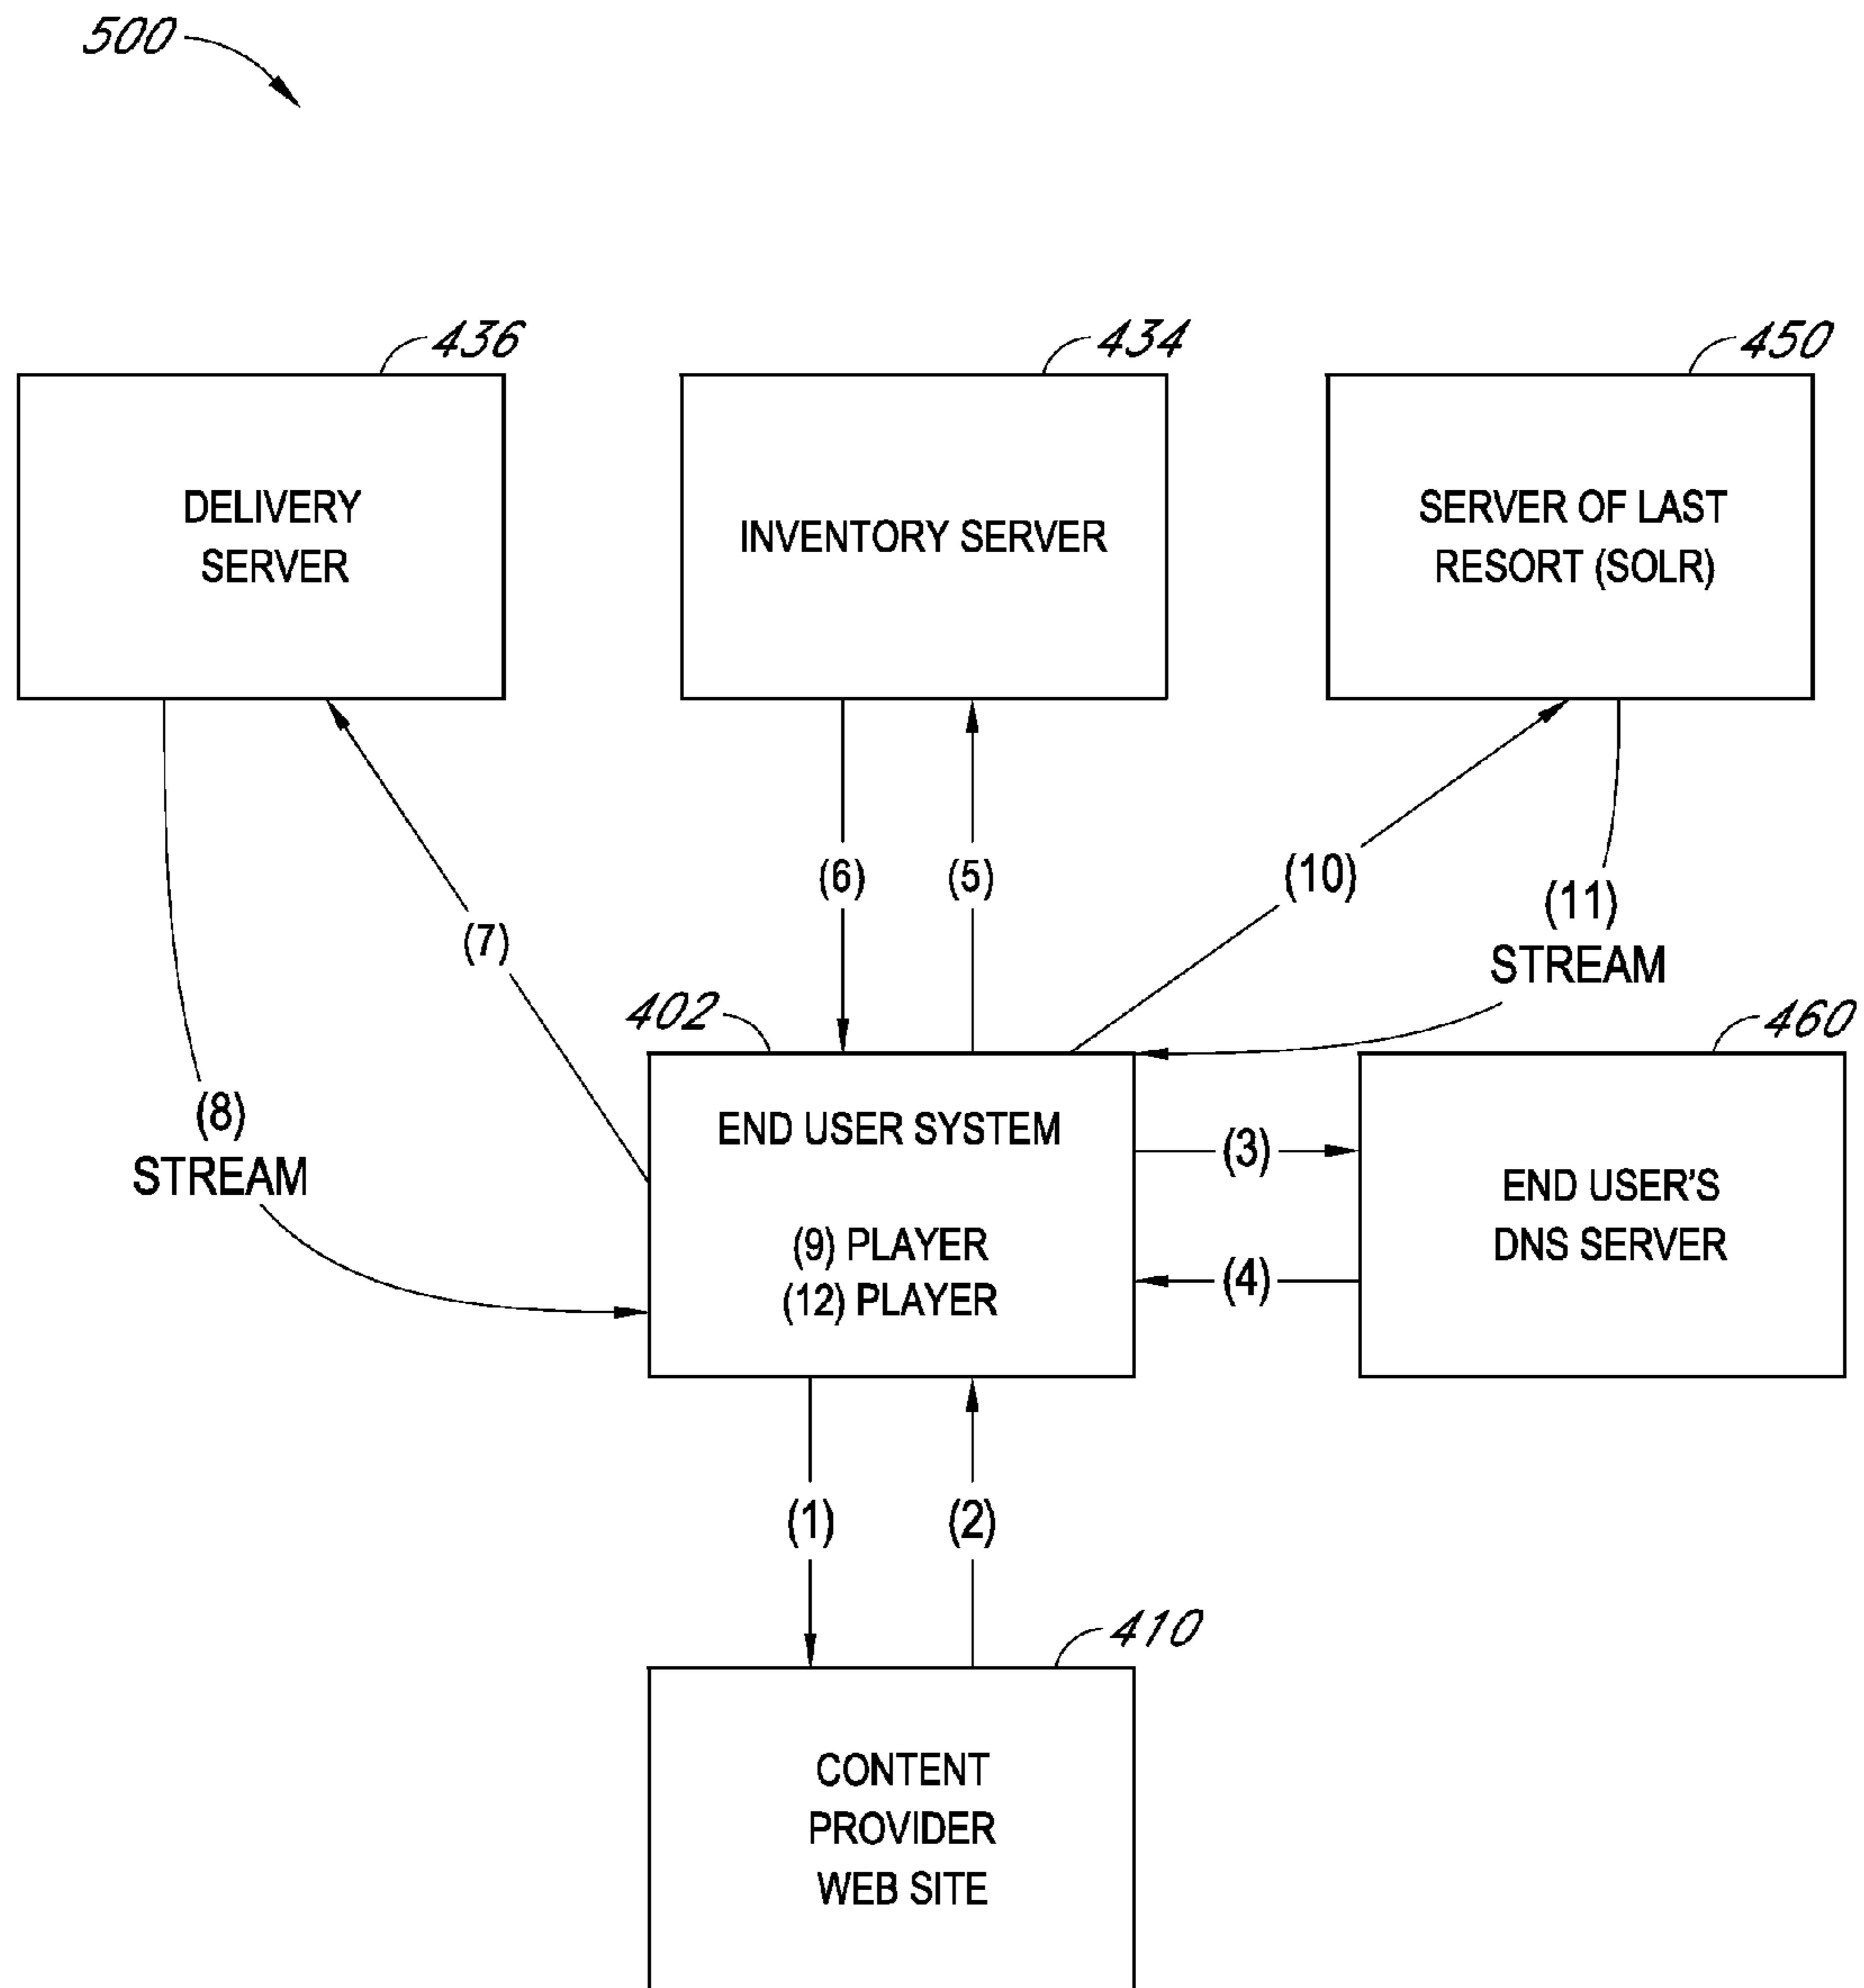 500
436
434
450
DELIVERY
SERVER
INVENTORY SERVER
SERVER OF LAST
RESORT (SOLR)
(6)
(5)
(10)
(11)
STREAM
(7)
402
460
(8)
STREAM
END USER SYSTEM
(9) PLAYER
(12) PLAYER
(3)
(4)
END USER'S
DNS SERVER
(1)
(2)
410
CONTENT
PROVIDER
WEB SITE